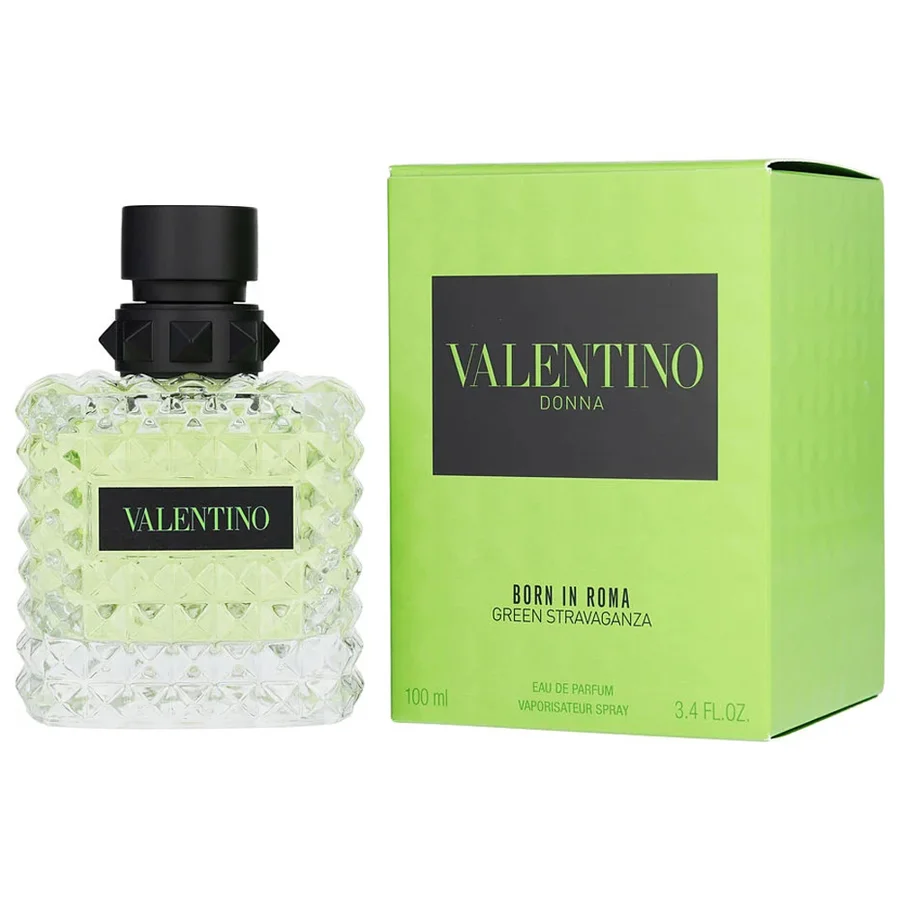 VALENTINO
VALENTINO
DONNA
BORN IN ROMA
GREEN STRAVAGANZA
EAU DE PARFUM
VAPORISATEUR SPRAY
100 ml
3.4 FL.OZ.